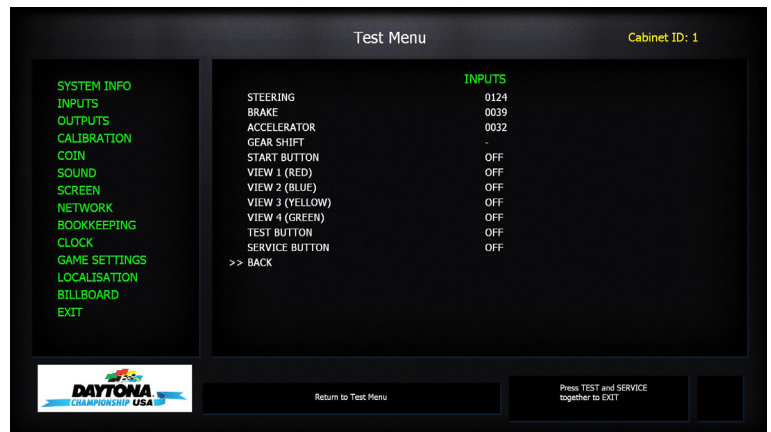 Test Menu
Cabinet ID: 1
SYSTEM INFO
INPUTS
OUTPUTS
CALIBRATION
COIN
SOUND
SCREEN
NETWORK
BOOKKEEPING
CLOCK
GAME SETTINGS
LOCALISATION
BILLBOARD
EXIT
INPUTS
STEERING 0124
BRAKE 0039
ACCELERATOR 0032
GEAR SHIFT -
START BUTTON OFF
VIEW 1 (RED) OFF
VIEW 2 (BLUE) OFF
VIEW 3 (YELLOW) OFF
VIEW 4 (GREEN) OFF
TEST BUTTON OFF
SERVICE BUTTON OFF
>> BACK
DAYTONA
CHAMPIONSHIP USA
Return to Test Menu
Press TEST and SERVICE
together to EXIT